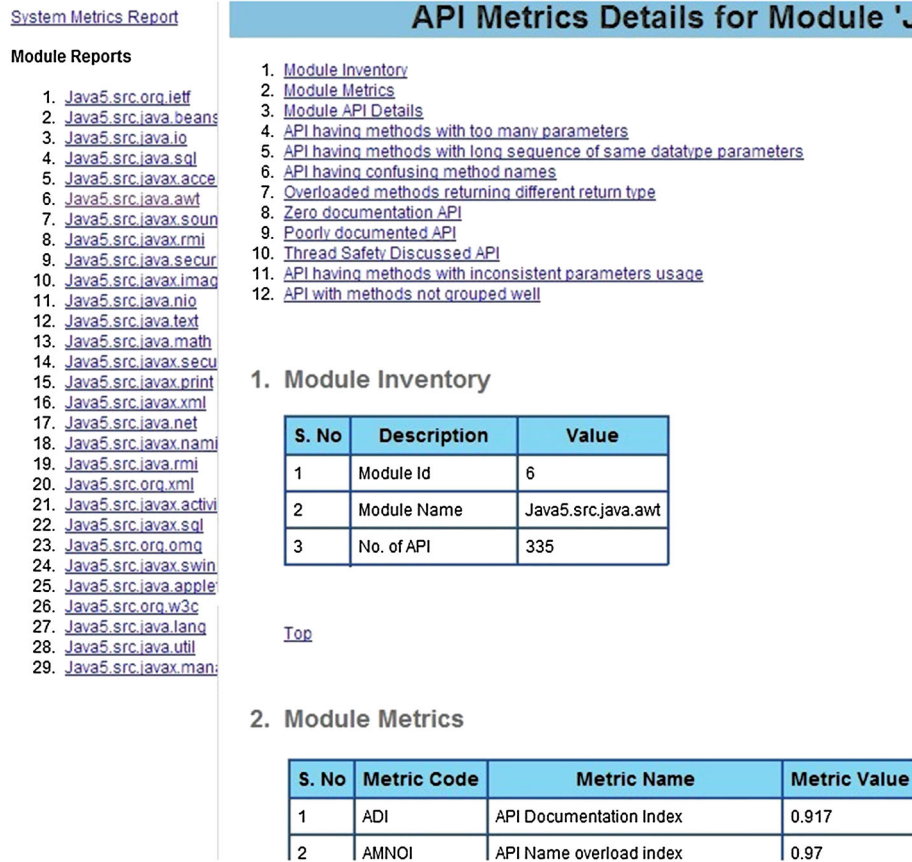 System Metrics Report
Module Reports
1. Java5.src.org.ietf
2. Java5.src.java.beans
3. Java5.src.java.io
4. Java5.src.java.sql
5. Java5.src.javax.acce
6. Java5.src.java.awt
7. Java5.src.javax.soun
8. Java5.src.javax.rmi
9. Java5.src.java.secur
10. Java5.src.javax.imag
11. Java5.src.java.nio
12. Java5.src.java.text
13. Java5.src.java.math
14. Java5.src.javax.secu
15. Java5.src.javax.print
16. Java5.src.javax.xml
17. Java5.src.java.net
18. Java5.src.javax.nami
19. Java5.src.java.rmi
20. Java5.src.org.xml
21. Java5.src.javax.activi
22. Java5.src.javax.sql
23. Java5.src.org.omg
24. Java5.src.javax.swin
25. Java5.src.java.applet
26. Java5.src.org.w3c
27. Java5.src.java.lang
28. Java5.src.java.util
29. Java5.src.javax.mana
API Metrics Details for Module 'J
1. Module Inventory
2. Module Metrics
3. Module API Details
4. API having methods with too many parameters
5. API having methods with long sequence of same datatype parameters
6. API having confusing method names
7. Overloaded methods returning different return type
8. Zero documentation API
9. Poorly documented API
10. Thread Safety Discussed API
11. API having methods with inconsistent parameters usage
12. API with methods not grouped well
1. Module Inventory
S. No Description Value
1 Module Id 6
2 Module Name Java5.src.java.awt
3 No. of API 335
Top
2. Module Metrics
S. No Metric Code Metric Name Metric Value
1 ADI API Documentation Index 0.917
2 AMNOI API Name overload index 0.97